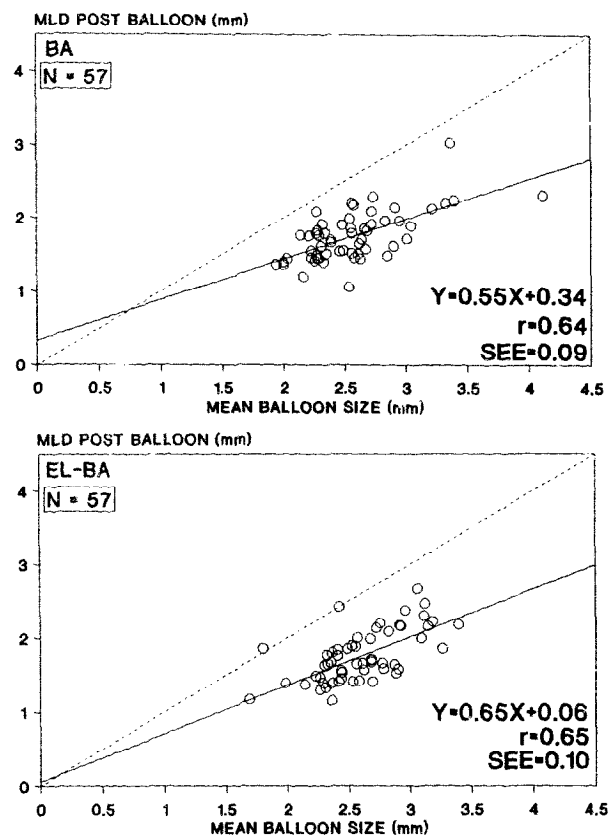 MLD POST BALLOON (mm)
BA
N = 57
4
3
2
1
0
Y=0.55X+0.34
r=0.64
SEE=0.09
0 0.5 1 1.5 2 2.5 3 3.5 4 4.5
MEAN BALLOON SIZE (mm)
MLD POST BALLOON (mm)
EL-BA
N = 57
4
3
2
1
0
Y=0.65X+0.06
r=0.65
SEE=0.10
0 0.5 1 1.5 2 2.5 3 3.5 4 4.5
MEAN BALLOON SIZE (mm)